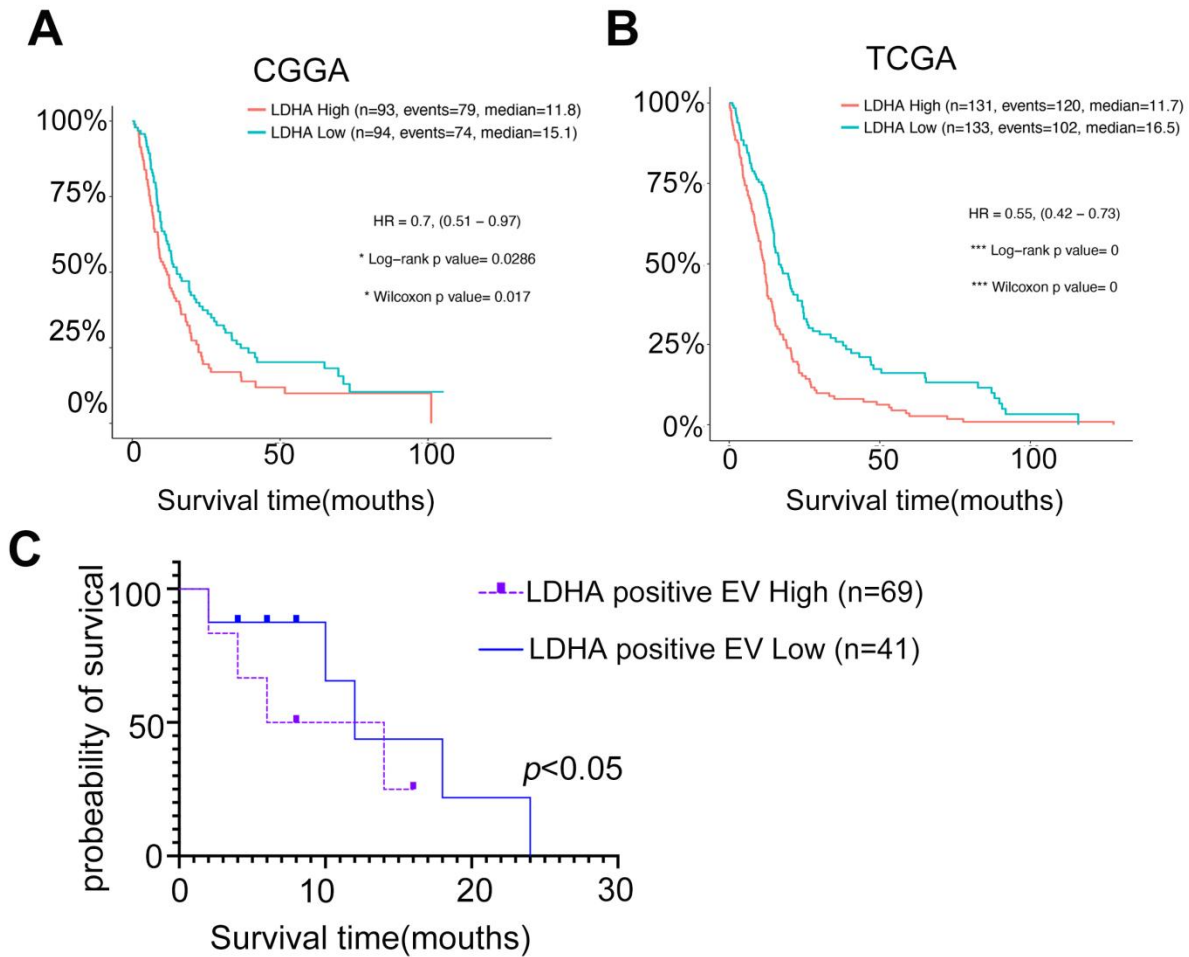 A
CGGA
LDHA High (n=93, events=79, median=11.8)
LDHA Low (n=94, events=74, median=15.1)
100%
75%
50%
25%
0%
HR = 0.7, (0.51 − 0.97)
* Log−rank p value= 0.0286
* Wilcoxon p value= 0.017
0
50
100
Survival time(mouths)
B
TCGA
LDHA High (n=131, events=120, median=11.7)
LDHA Low (n=133, events=102, median=16.5)
100%
75%
50%
25%
0%
HR = 0.55, (0.42 − 0.73)
*** Log−rank p value= 0
*** Wilcoxon p value= 0
0
50
100
Survival time(mouths)
C
probeability of survical
100
50
0
LDHA positive EV High (n=69)
LDHA positive EV Low (n=41)
p<0.05
0
10
20
30
Survival time(mouths)